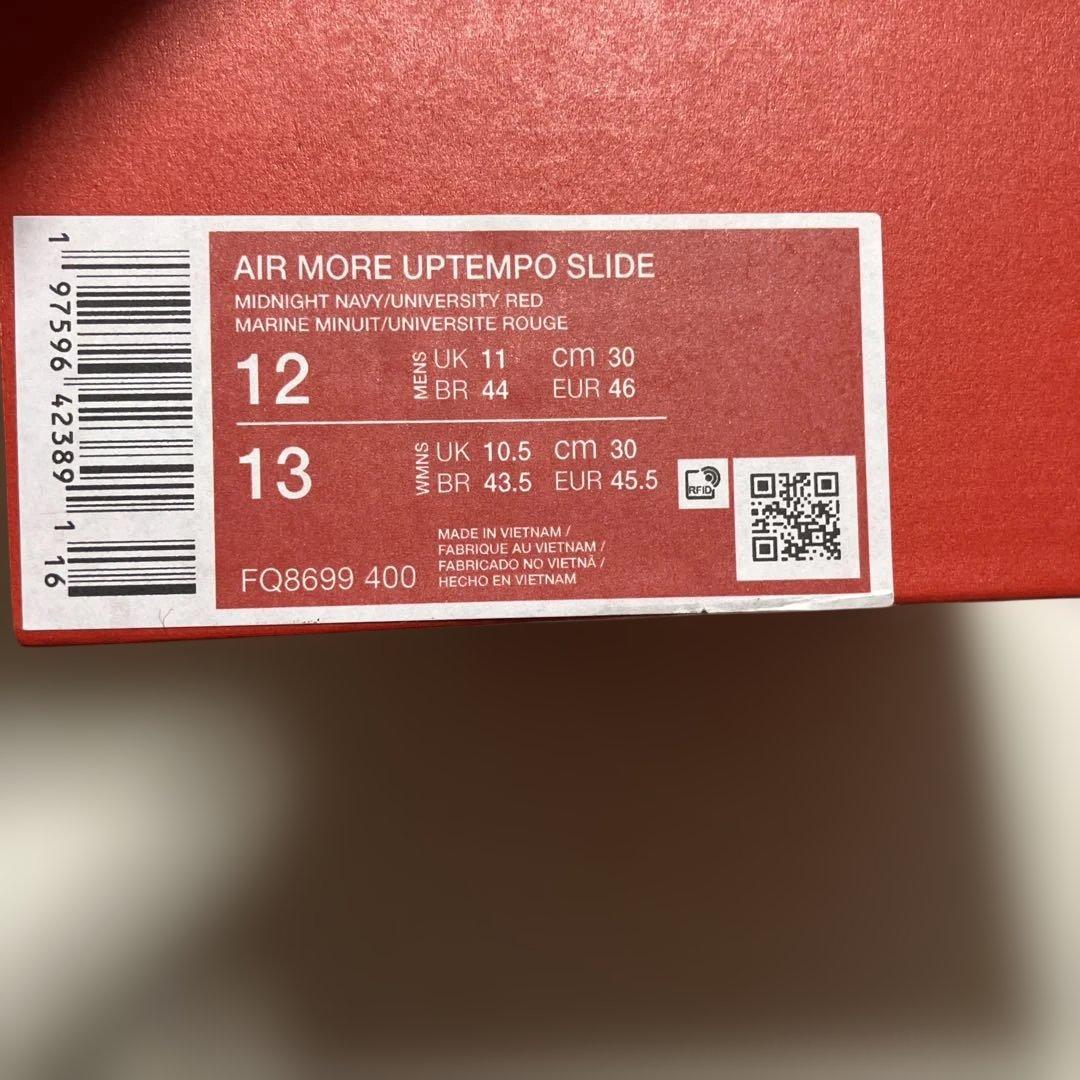 AIR MORE UPTEMPO SLIDE
MIDNIGHT NAVY/UNIVERSITY RED
MARINE MINUIT/UNIVERSITE ROUGE
12 MENS UK 11 cm 30
BR 44 EUR 46
13 WMNS UK 10.5 cm 30
BR 43.5 EUR 45.5
RFID
MADE IN VIETNAM /
FABRIQUE AU VIETNAM /
FABRICADO NO VIETNÃ /
HECHO EN VIETNAM
FQ8699 400
1 97596 42389 1 16